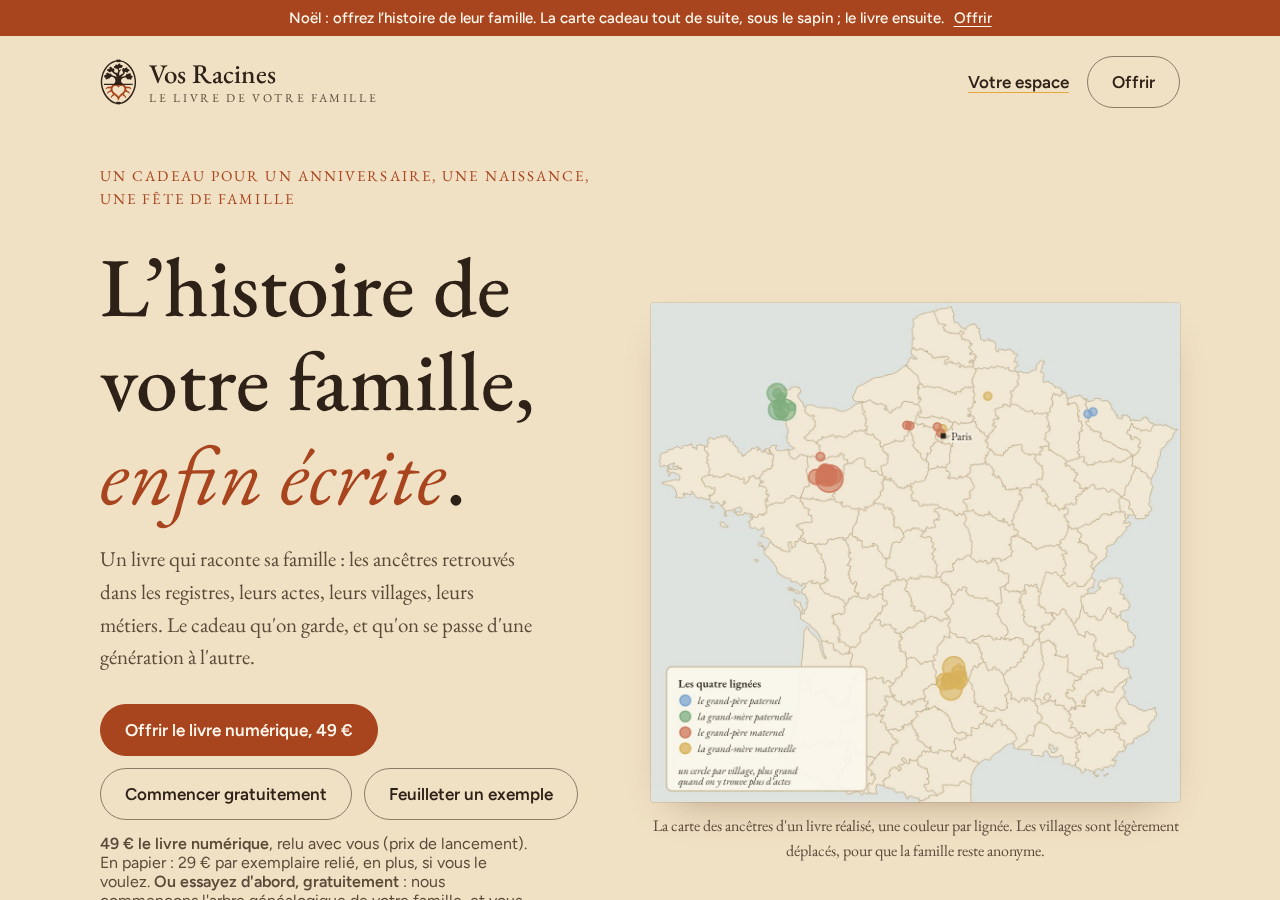 Noël : offrez l’histoire de leur famille. La carte cadeau tout de suite, sous le sapin ; le livre ensuite. Offrir
Vos Racines
LE LIVRE DE VOTRE FAMILLE
Votre espace
Offrir
UN CADEAU POUR UN ANNIVERSAIRE, UNE NAISSANCE,
UNE FÊTE DE FAMILLE
L’histoire de
votre famille,
enfin écrite.
Un livre qui raconte sa famille : les ancêtres retrouvés
dans les registres, leurs actes, leurs villages, leurs
métiers. Le cadeau qu'on garde, et qu'on se passe d'une
génération à l'autre.
Offrir le livre numérique, 49 €
Commencer gratuitement
Feuilleter un exemple
49 € le livre numérique, relu avec vous (prix de lancement).
En papier : 29 € par exemplaire relié, en plus, si vous le
voulez. Ou essayez d'abord, gratuitement : nous
commençons l'arbre généalogique de votre famille, et vous
Paris
Les quatre lignées
le grand-père paternel
la grand-mère paternelle
le grand-père maternel
la grand-mère maternelle
un cercle par village, plus grand
quand on y trouve plus d'actes
La carte des ancêtres d'un livre réalisé, une couleur par lignée. Les villages sont légèrement
déplacés, pour que la famille reste anonyme.